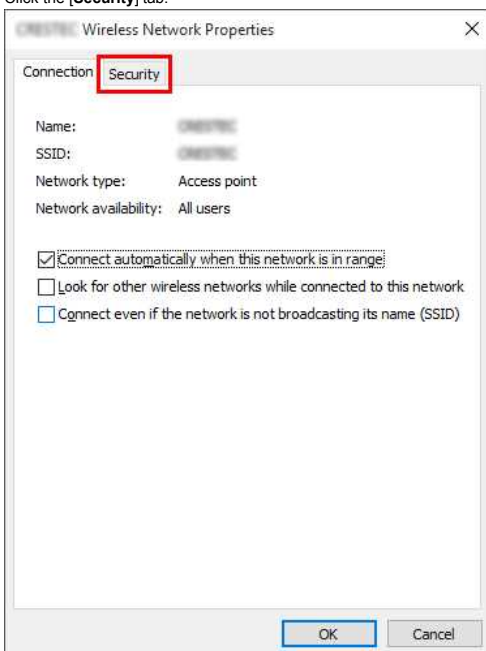 Click the [Security] tab.
Wireless Network Properties
Connection Security
Name:
SSID:
Network type: Access point
Network availability: All users
Connect automatically when this network is in range
Look for other wireless networks while connected to this network
Connect even if the network is not broadcasting its name (SSID)
OK Cancel